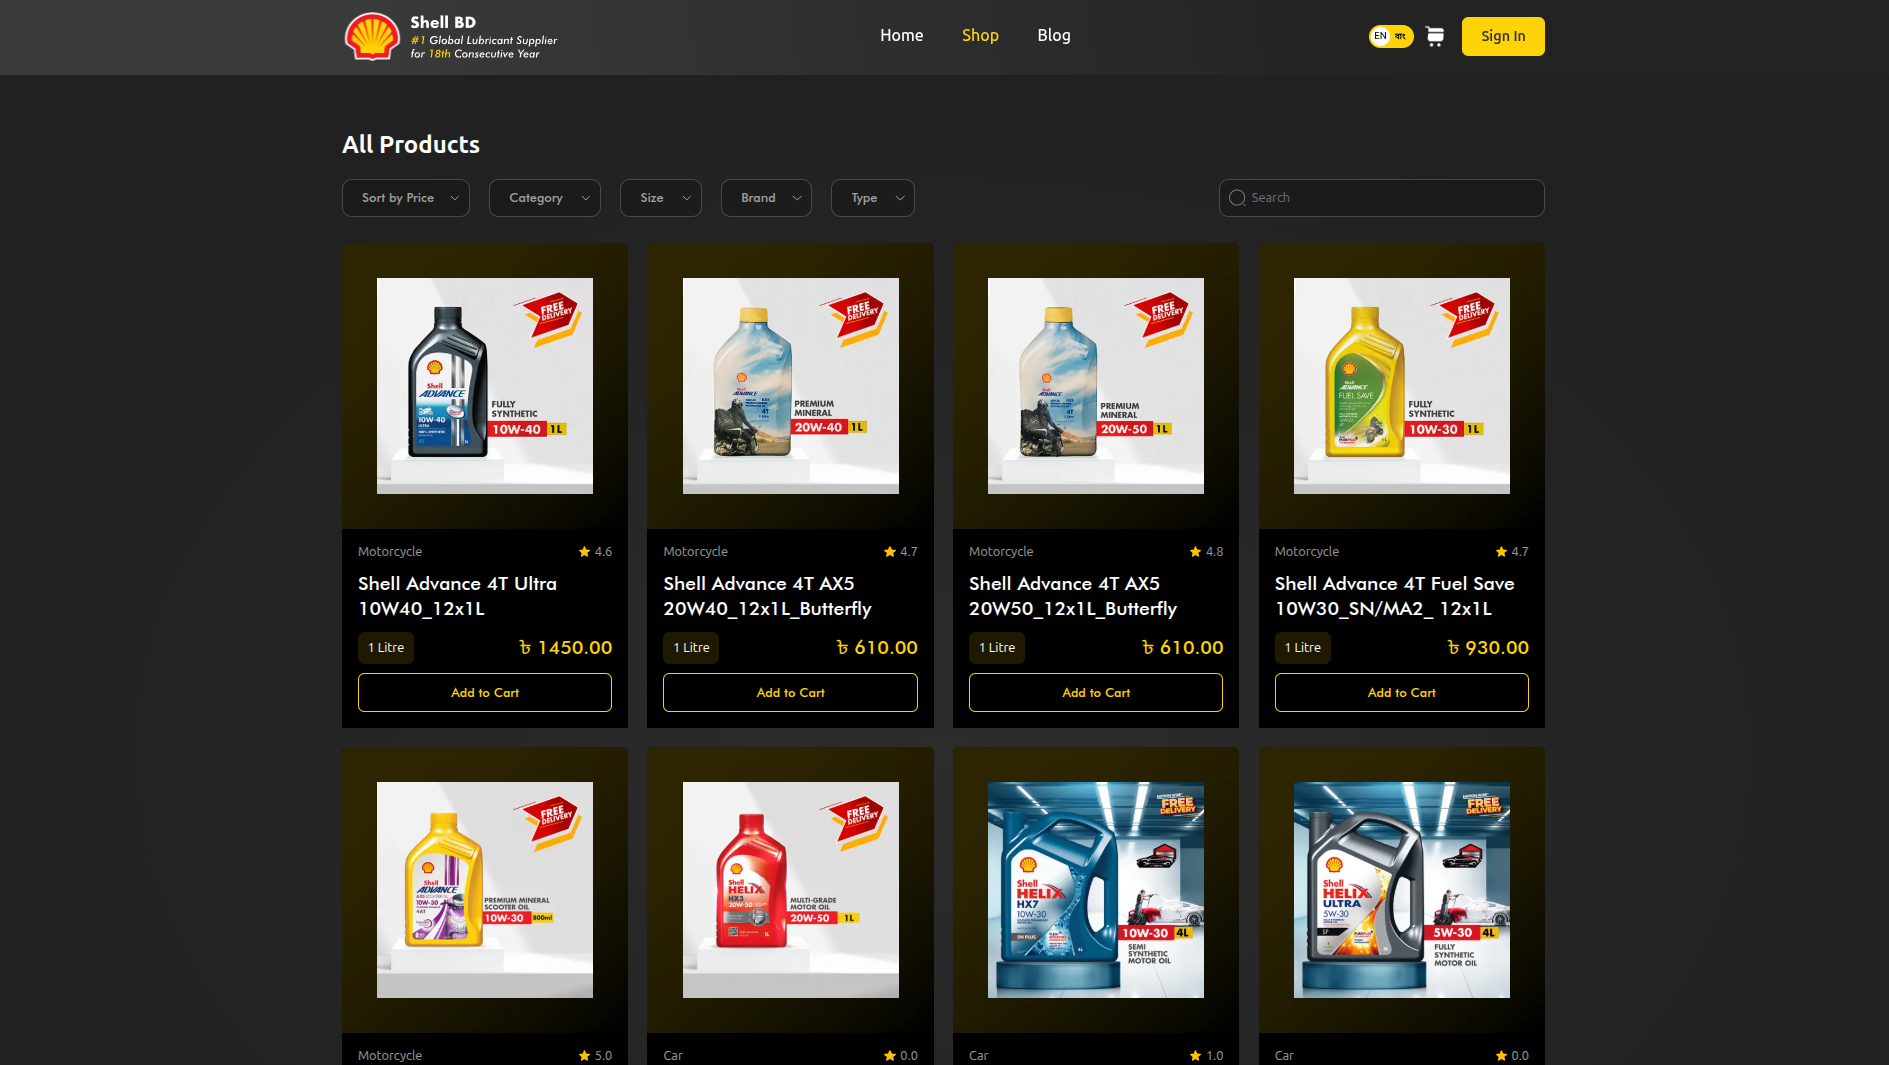 Shell BD
#1 Global Lubricant Supplier
for 18th Consecutive Year
Home
Shop
Blog
EN
বাং
Sign In
All Products
Sort by Price
Category
Size
Brand
Type
Search
FREE
DELIVERY
Shell
ADVANCE
10W-40
ULTRA
FULLY
SYNTHETIC
10W-40 1L
Motorcycle
4.6
Shell Advance 4T Ultra
10W40_12x1L
1 Litre
৳ 1450.00
Add to Cart
FREE
DELIVERY
ADVANCE
AX5
4T
PREMIUM
MINERAL
20W-40 1L
Motorcycle
4.7
Shell Advance 4T AX5
20W40_12x1L_Butterfly
1 Litre
৳ 610.00
Add to Cart
FREE
DELIVERY
ADVANCE
4T
PREMIUM
MINERAL
20W-50 1L
Motorcycle
4.8
Shell Advance 4T AX5
20W50_12x1L_Butterfly
1 Litre
৳ 610.00
Add to Cart
FREE
DELIVERY
Shell
ADVANCE
FUEL SAVE
FULLY
SYNTHETIC
10W-30 1L
Motorcycle
4.7
Shell Advance 4T Fuel Save
10W30_SN/MA2_ 12x1L
1 Litre
৳ 930.00
Add to Cart
FREE
DELIVERY
Shell
ADVANCE
10W-30
PREMIUM MINERAL
SCOOTER OIL
10W-30 800ml
Motorcycle
5.0
FREE
DELIVERY
Shell
HELIX
HX3
20W-50
MULTI-GRADE
MOTOR OIL
20W-50 1L
Car
0.0
FREE
DELIVERY
Shell
HELIX
HX7
10W-30
SN PLUS
10W-30 4L
SEMI
SYNTHETIC
MOTOR OIL
Car
1.0
FREE
DELIVERY
Shell
HELIX
ULTRA
5W-30
SP
5W-30 4L
FULLY
SYNTHETIC
MOTOR OIL
Car
0.0